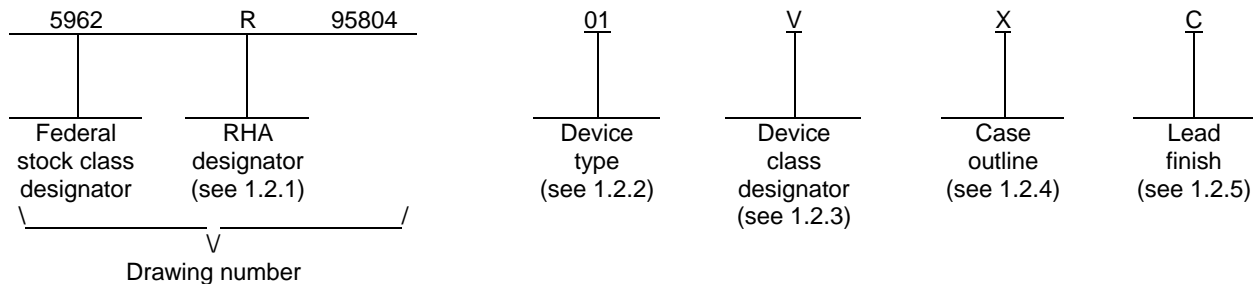 5962 R 95804 01 V X C
Federal stock class designator
RHA designator (see 1.2.1)
Device type (see 1.2.2)
Device class designator (see 1.2.3)
Case outline (see 1.2.4)
Lead finish (see 1.2.5)
\ /
\/
Drawing number